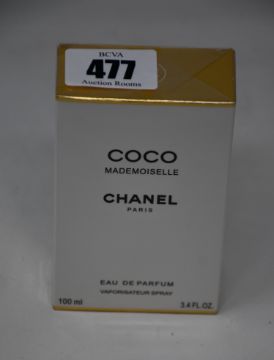 BCVA
477
Auction Rooms
COCO
MADEMOISELLE
CHANEL
PARIS
EAU DE PARFUM
VAPORISATEUR SPRAY
100 ml 3.4 FL. OZ.